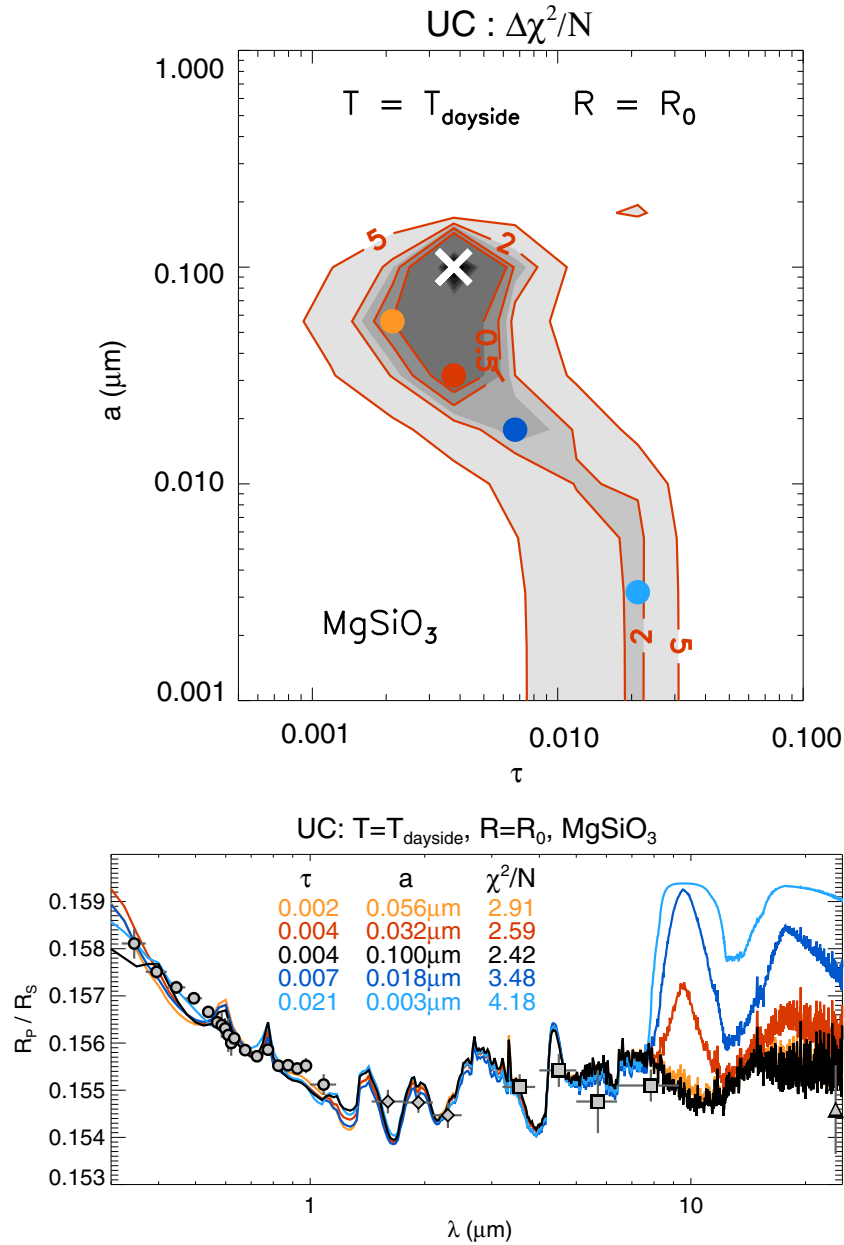 UC : Δχ²/N
T = T_dayside R = R_0
1.000
0.100
0.010
0.001
a (μm)
5
2
0.5
1
2
5
MgSiO₃
0.001
0.010
0.100
τ
UC: T=T_dayside, R=R_0, MgSiO₃
τ a χ²/N
0.002 0.056μm 2.91
0.004 0.032μm 2.59
0.004 0.100μm 2.42
0.007 0.018μm 3.48
0.021 0.003μm 4.18
0.159
0.158
0.157
0.156
0.155
0.154
0.153
R_P / R_S
1
10
λ (μm)